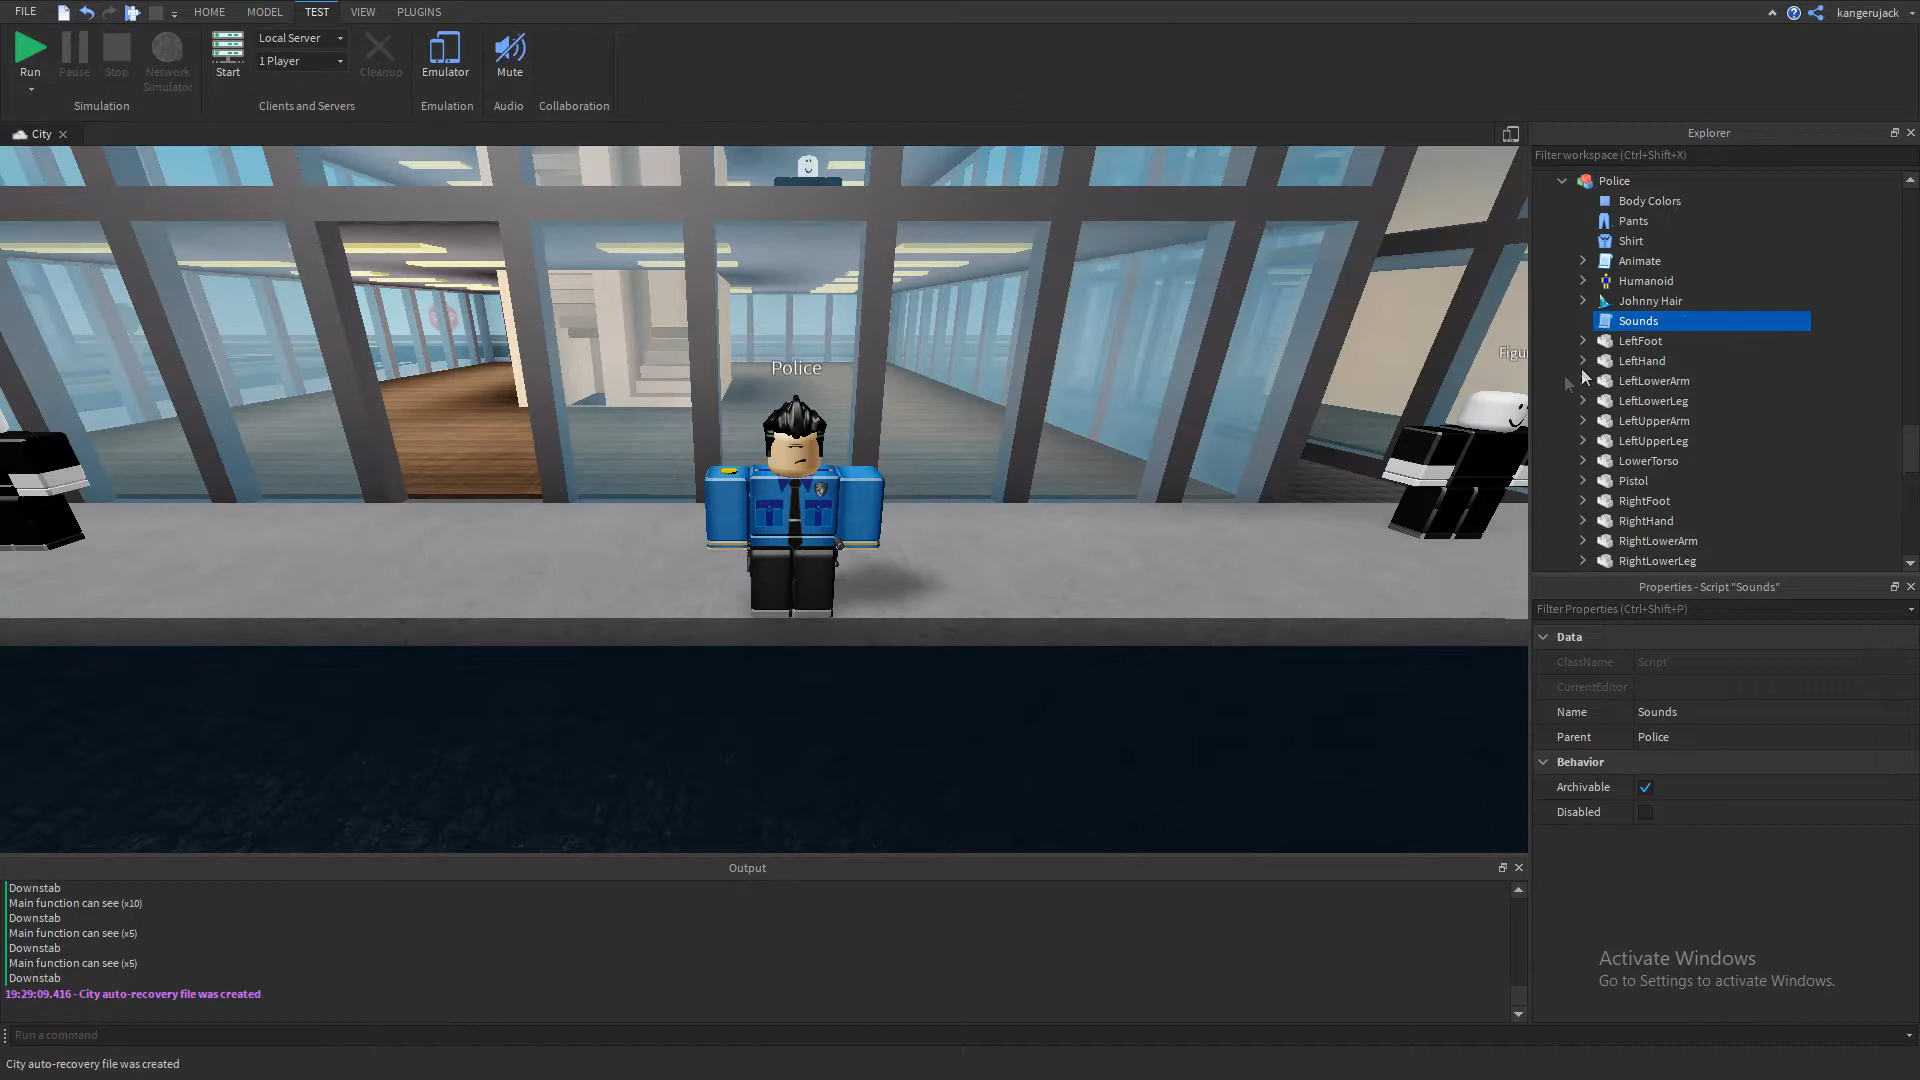 FILE HOME MODEL TEST VIEW PLUGINS kangerujack
Run Pause Stop Network Simulator
Simulation
Start Local Server
1 Player
Cleanup
Clients and Servers
Emulator
Emulation
Mute
Audio
Collaboration
City
Police
Figu
Explorer
Filter workspace (Ctrl+Shift+X)
Police
Body Colors
Pants
Shirt
Animate
Humanoid
Johnny Hair
Sounds
LeftFoot
LeftHand
LeftLowerArm
LeftLowerLeg
LeftUpperArm
LeftUpperLeg
LowerTorso
Pistol
RightFoot
RightHand
RightLowerArm
RightLowerLeg
Properties - Script "Sounds"
Filter Properties (Ctrl+Shift+P)
Data
ClassName Script
CurrentEditor
Name Sounds
Parent Police
Behavior
Archivable
Disabled
Output
Downstab
Main function can see (x10)
Downstab
Main function can see (x5)
Downstab
Main function can see (x5)
Downstab
19:29:09.416 - City auto-recovery file was created
Activate Windows
Go to Settings to activate Windows.
Run a command
City auto-recovery file was created